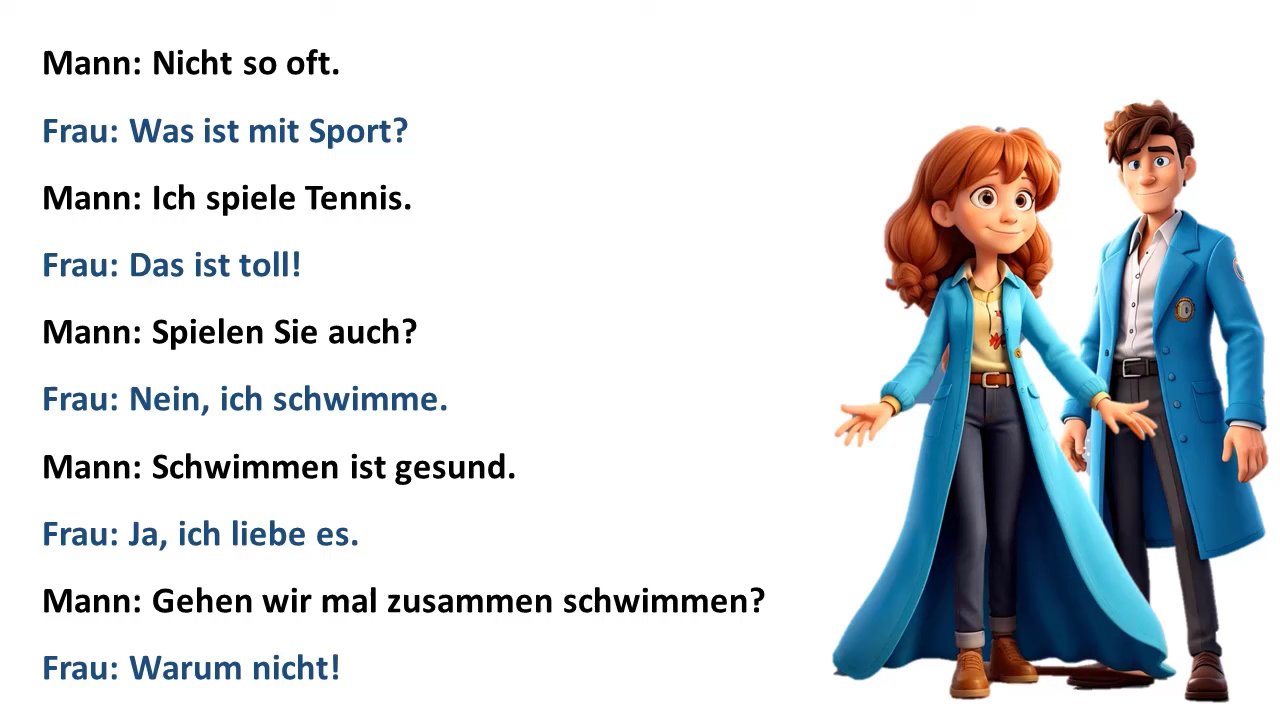 Mann: Nicht so oft.
Frau: Was ist mit Sport?
Mann: Ich spiele Tennis.
Frau: Das ist toll!
Mann: Spielen Sie auch?
Frau: Nein, ich schwimme.
Mann: Schwimmen ist gesund.
Frau: Ja, ich liebe es.
Mann: Gehen wir mal zusammen schwimmen?
Frau: Warum nicht!